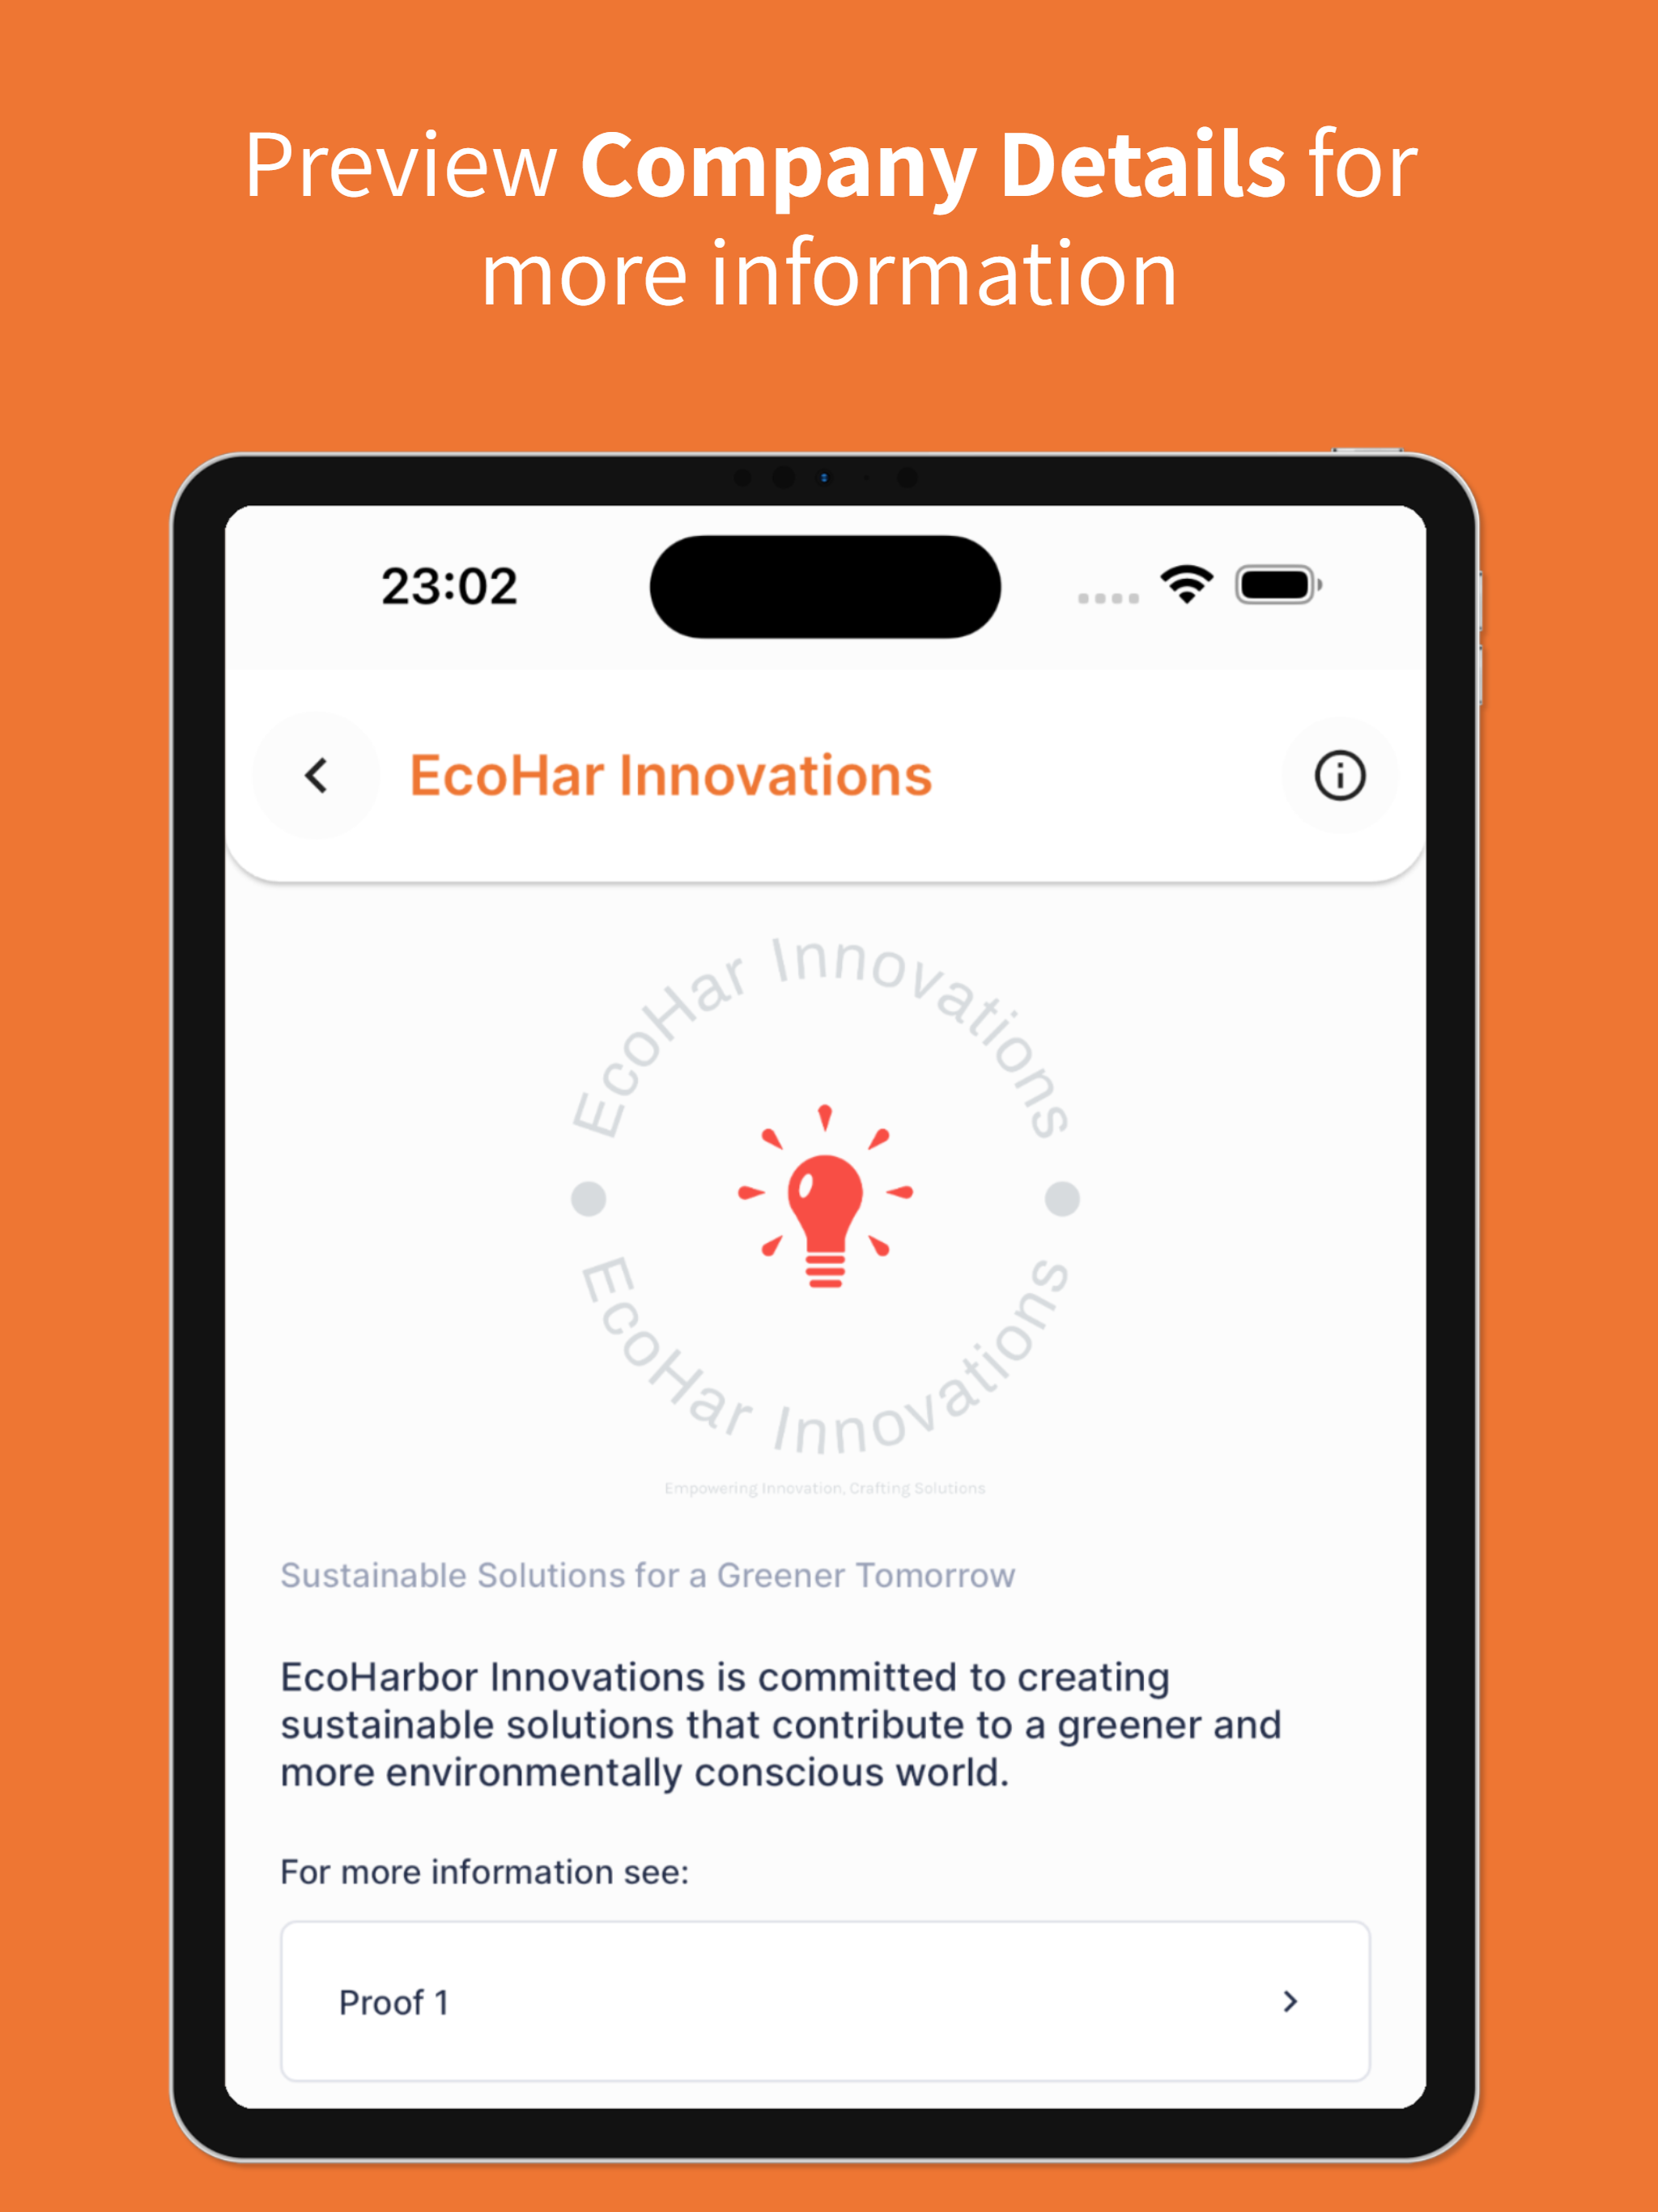 Preview Company Details for
more information
23:02
EcoHar Innovations
EcoHar Innovations
EcoHar Innovations
Empowering Innovation, Crafting Solutions
Sustainable Solutions for a Greener Tomorrow
EcoHarbor Innovations is committed to creating
sustainable solutions that contribute to a greener and
more environmentally conscious world.
For more information see:
Proof 1